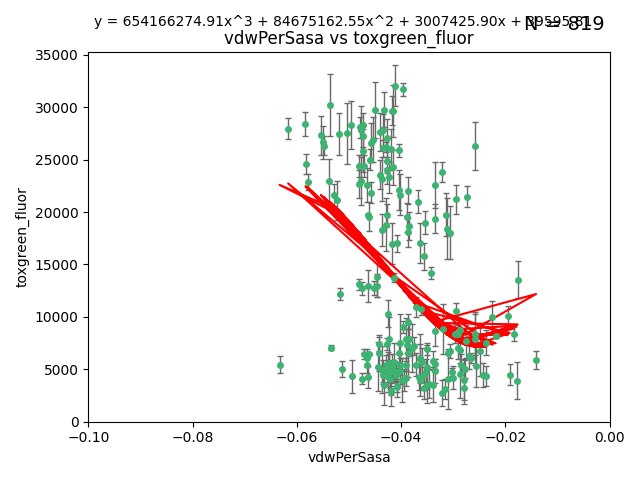 y = 654166274.91x^3 + 84675162.55x^2 + 3007425.90x +
N = 819
vdwPerSasa vs toxgreen_fluor
35000
30000
25000
20000
15000
10000
5000
0
toxgreen_fluor
−0.10
−0.08
−0.06
−0.04
−0.02
0.00
vdwPerSasa